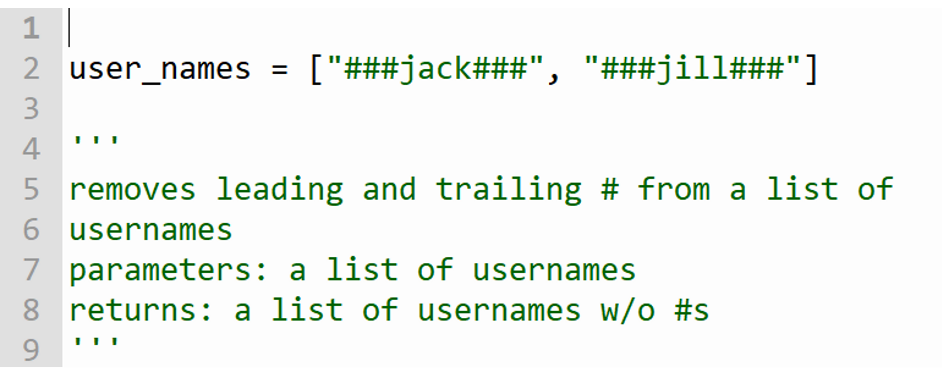 1
2 user_names = ["###jack###", "###jill###"]
3
4 '''
5 removes leading and trailing # from a list of
6 usernames
7 parameters: a list of usernames
8 returns: a list of usernames w/o #s
9 '''